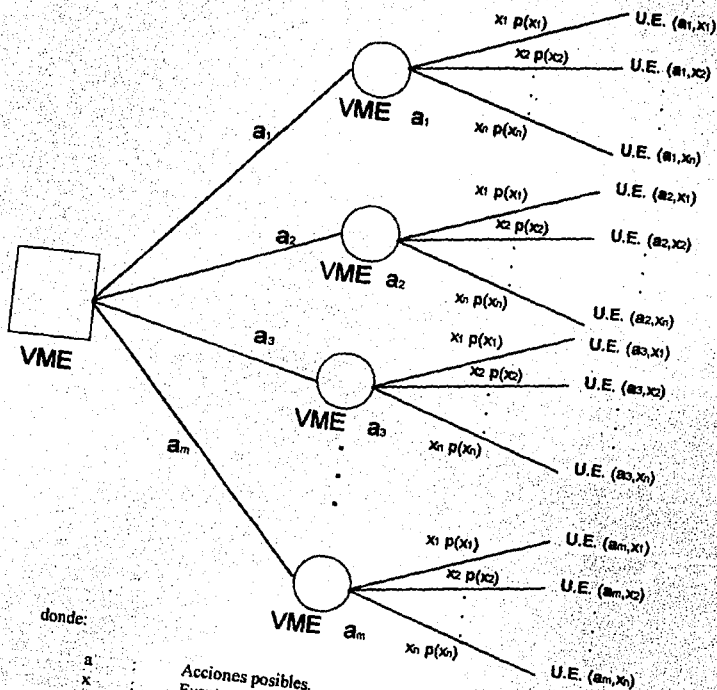 x1 p(x1)
U.E. (a1,x1)
x2 p(x2)
U.E. (a1,x2)
VME a1
xn p(xn)
U.E. (a1,xn)
a1
x1 p(x1)
U.E. (a2,x1)
x2 p(x2)
U.E. (a2,x2)
a2
VME a2
xn p(xn)
U.E. (a2,xn)
VME
a3
x1 p(x1)
U.E. (a3,x1)
x2 p(x2)
U.E. (a3,x2)
VME a3
xn p(xn)
U.E. (a3,xn)
am
x1 p(x1)
U.E. (am,x1)
x2 p(x2)
U.E. (am,x2)
VME am
xn p(xn)
U.E. (am,xn)
donde:
a : Acciones posibles.
x